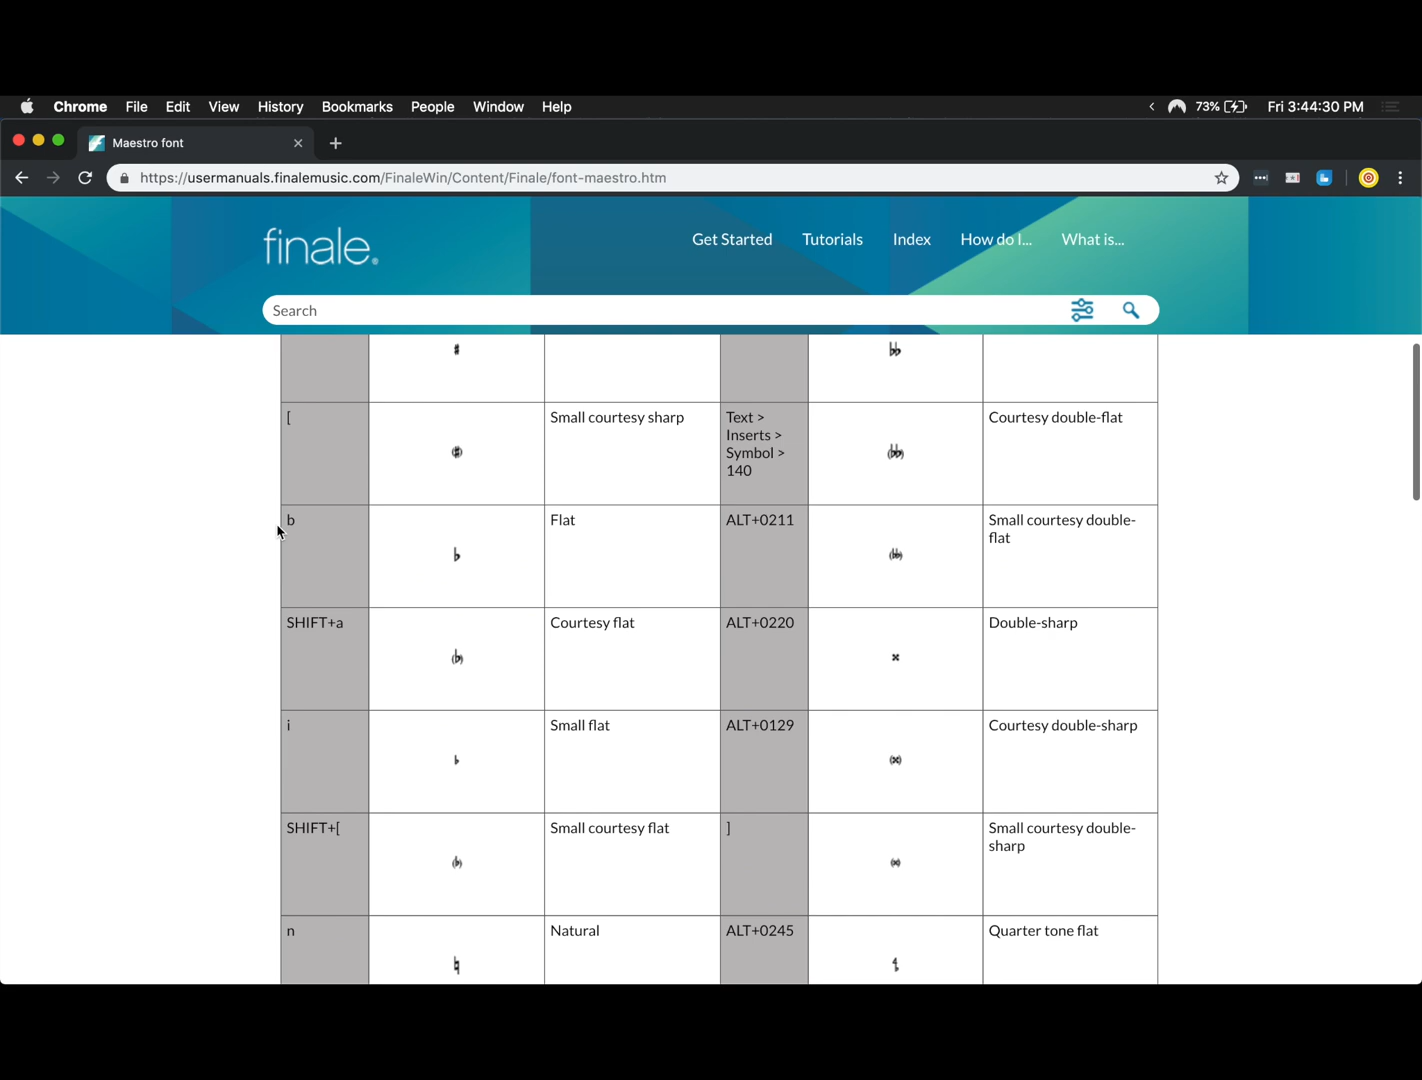 Chrome File Edit View History Bookmarks People Window Help 73% Fri 3:44:30 PM
Maestro font
https://usermanuals.finalemusic.com/FinaleWin/Content/Finale/font-maestro.htm
finale.
Get Started Tutorials Index How do I... What is...
Search
[ Small courtesy sharp Text > Courtesy double-flat
Inserts >
Symbol >
140
b Flat ALT+0211 Small courtesy double-
flat
SHIFT+a Courtesy flat ALT+0220 Double-sharp
i Small flat ALT+0129 Courtesy double-sharp
SHIFT+[ Small courtesy flat ] Small courtesy double-
sharp
n Natural ALT+0245 Quarter tone flat